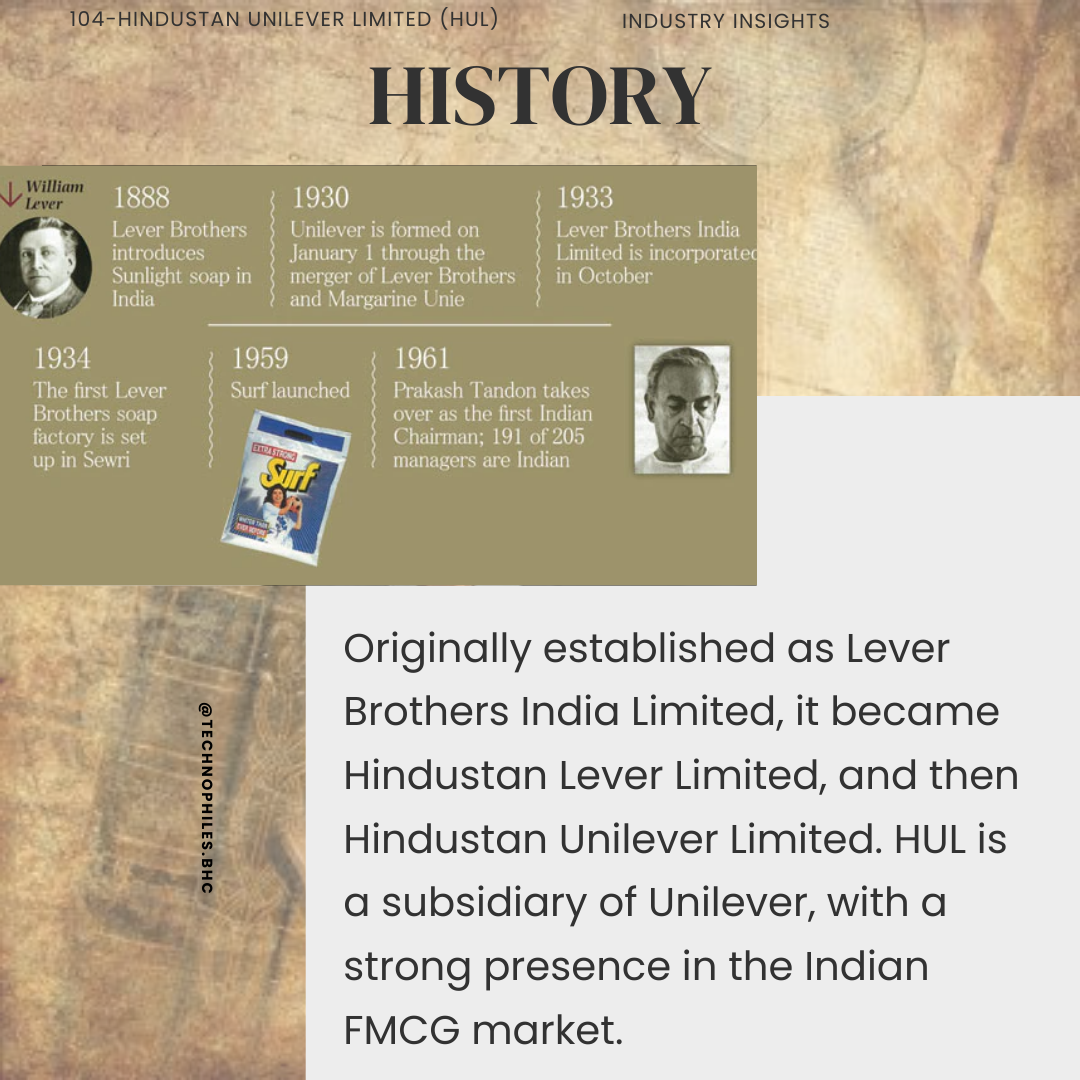 104-HINDUSTAN UNILEVER LIMITED (HUL)
INDUSTRY INSIGHTS
HISTORY
William
Lever
1888
Lever Brothers
introduces
Sunlight soap in
India
1930
Unilever is formed on
January 1 through the
merger of Lever Brothers
and Margarine Unie
1933
Lever Brothers India
Limited is incorporated
in October
1934
The first Lever
Brothers soap
factory is set
up in Sewri
1959
Surf launched
EXTRA STRONG
Surf
WHITER THAN
EVER BEFORE
1961
Prakash Tandon takes
over as the first Indian
Chairman; 191 of 205
managers are Indian
@TECHNOPHILES.BHC
Originally established as Lever
Brothers India Limited, it became
Hindustan Lever Limited, and then
Hindustan Unilever Limited. HUL is
a subsidiary of Unilever, with a
strong presence in the Indian
FMCG market.